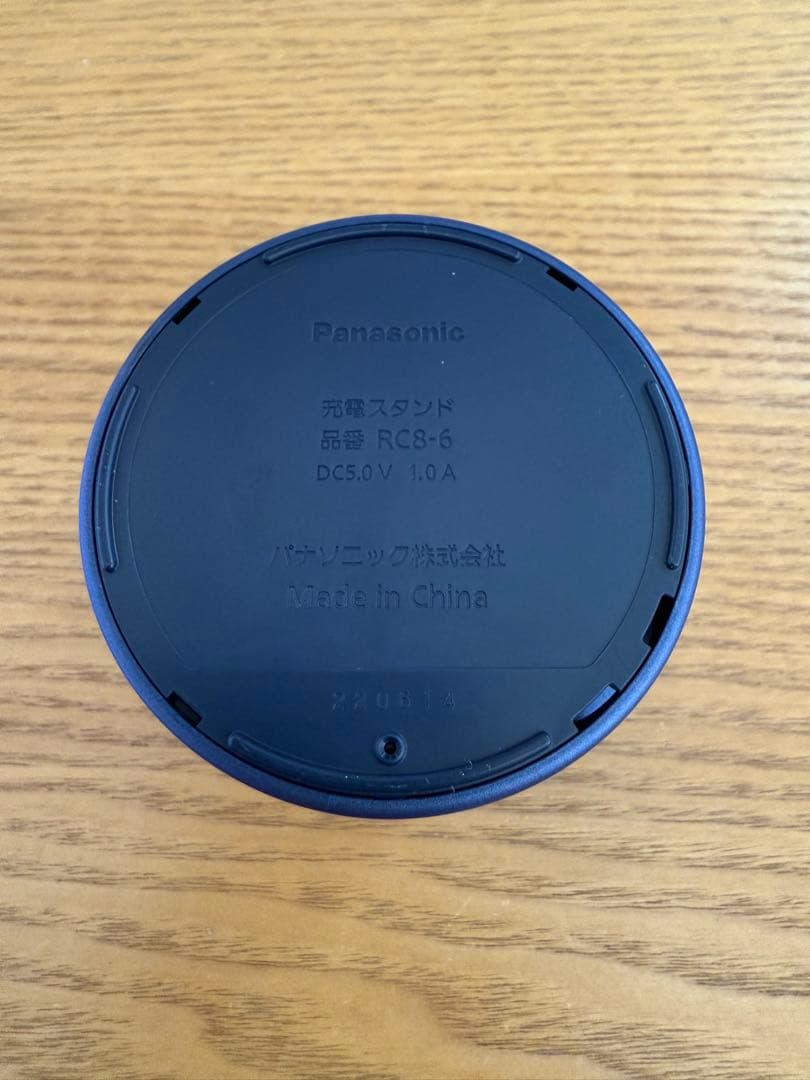 Panasonic
充電スタンド
品番 RC8-6
DC5.0V 1.0A
パナソニック株式会社
Made in China
220614